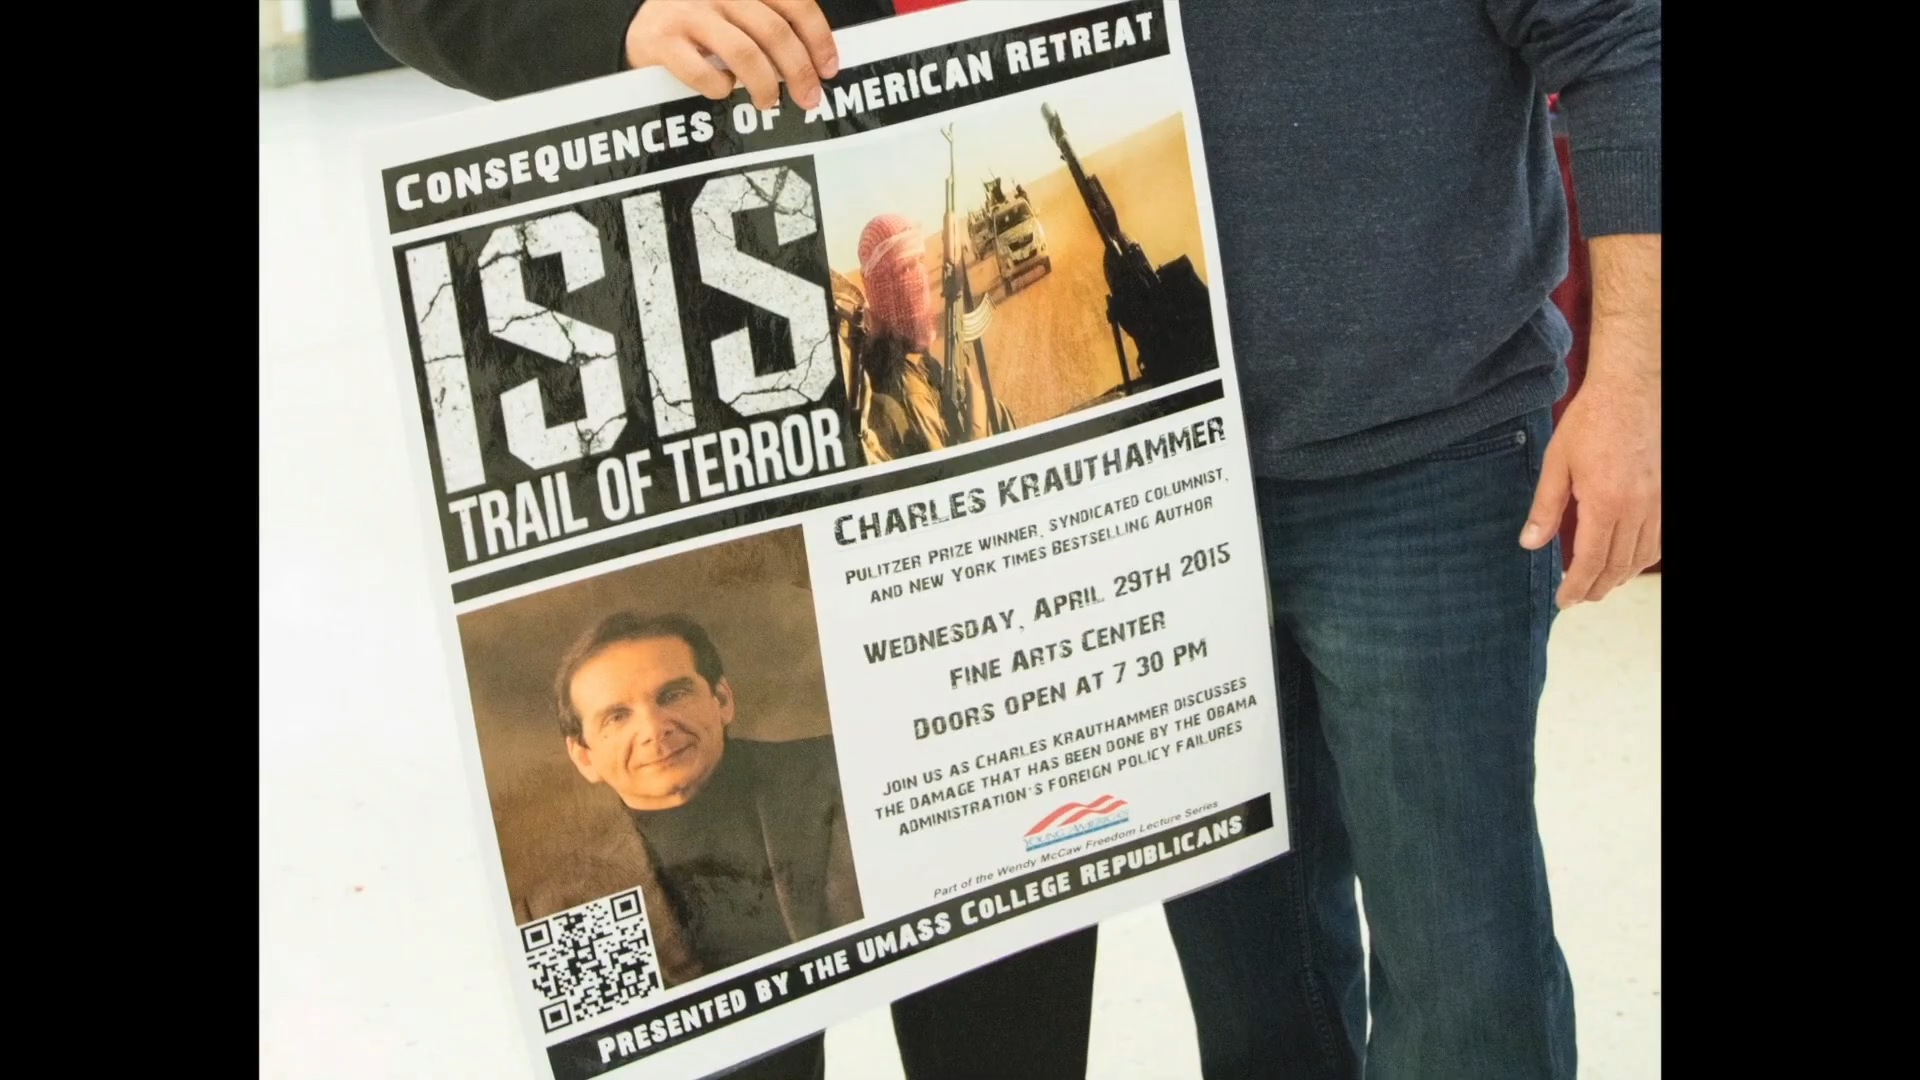 CONSEQUENCES OF AMERICAN RETREAT
ISIS
TRAIL OF TERROR
CHARLES KRAUTHAMMER
PULITZER PRIZE WINNER, SYNDICATED COLUMNIST,
AND NEW YORK TIMES BESTSELLING AUTHOR
WEDNESDAY, APRIL 29TH 2015
FINE ARTS CENTER
DOORS OPEN AT 7 30 PM
JOIN US AS CHARLES KRAUTHAMMER DISCUSSES
THE DAMAGE THAT HAS BEEN DONE BY THE OBAMA
ADMINISTRATION'S FOREIGN POLICY FAILURES
YOUNG AMERICA'S
Part of the Wendy McCaw Freedom Lecture Series
PRESENTED BY THE UMASS COLLEGE REPUBLICANS